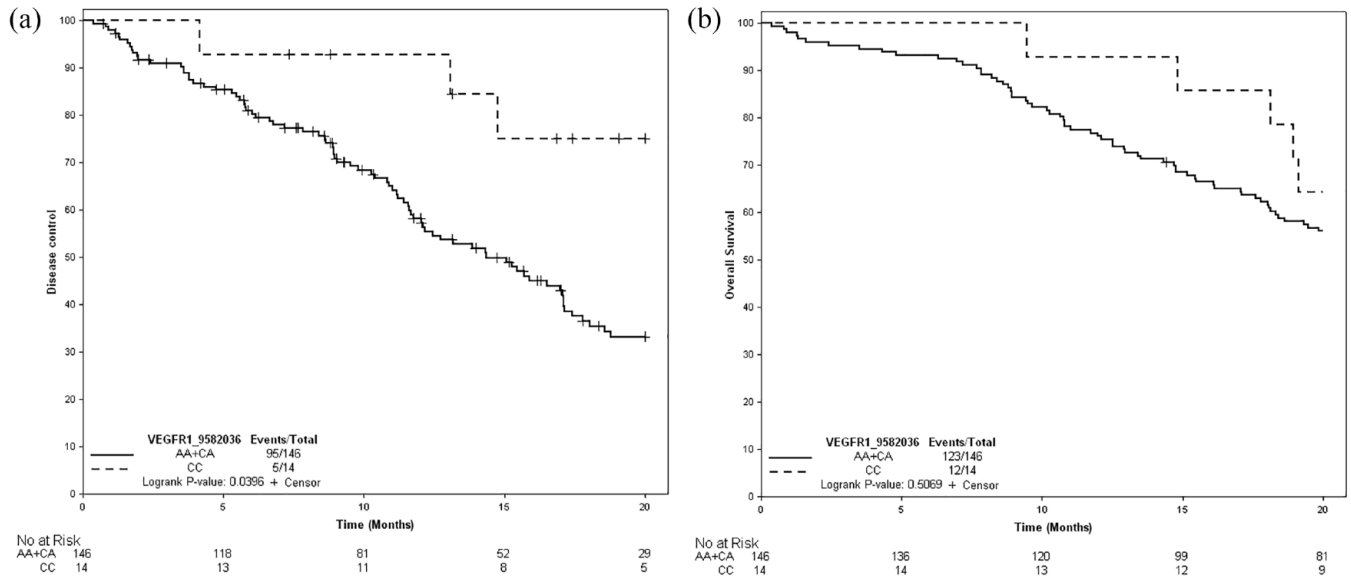 (a)
Disease control
100
90
80
70
60
50
40
30
20
10
0
VEGFR1_9582036 Events/Total
AA+CA 95/146
CC 5/14
Logrank P-value: 0.0396 + Censor
0 5 10 15 20
Time (Months)
No at Risk
AA+CA 146 118 81 52 29
CC 14 13 11 8 5
(b)
Overall Survival
100
90
80
70
60
50
40
30
20
10
0
VEGFR1_9582036 Events/Total
AA+CA 123/146
CC 12/14
Logrank P-value: 0.5069 + Censor
0 5 10 15 20
Time (Months)
No at Risk
AA+CA 146 136 120 99 81
CC 14 14 13 12 9